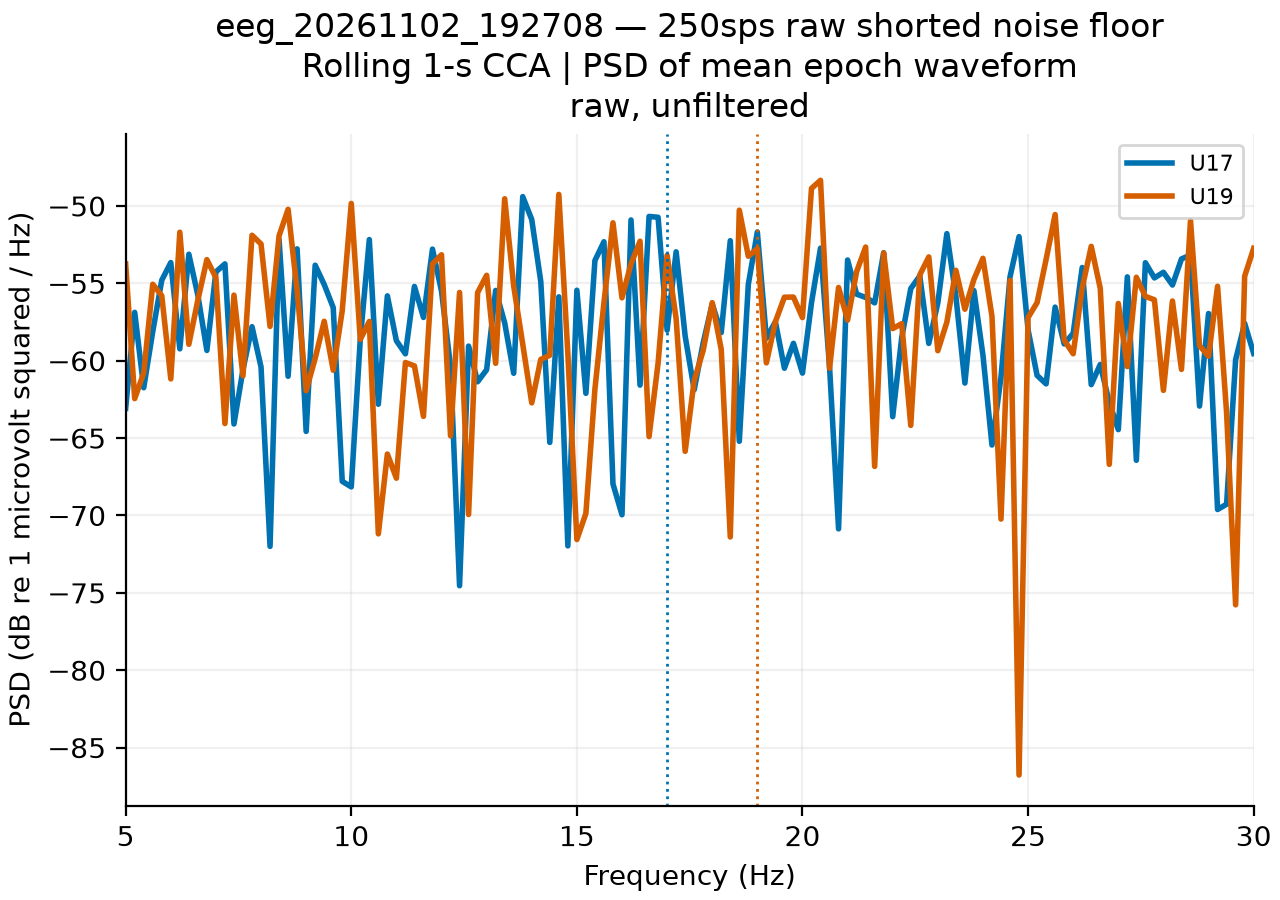 eeg_20261102_192708 — 250sps raw shorted noise floor
Rolling 1-s CCA | PSD of mean epoch waveform
raw, unfiltered
U17
U19
PSD (dB re 1 microvolt squared / Hz)
−50
−55
−60
−65
−70
−75
−80
−85
5
10
15
20
25
30
Frequency (Hz)